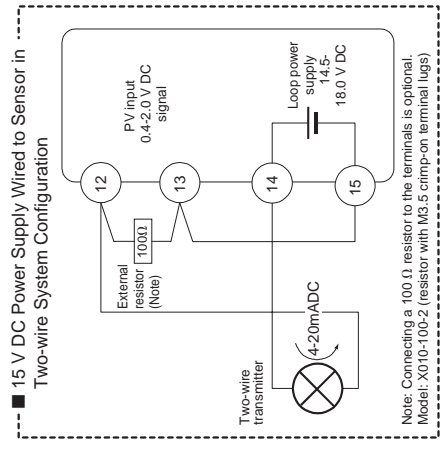 ■ 15 V DC Power Supply Wired to Sensor in
Two-wire System Configuration
PV input
signal
0.4-2.0 V DC
Loop power
supply
14.5-
18.0 V DC
12
13
14
15
External
resistor
(Note)
100Ω
Two-wire
transmitter
4-20mADC
Note: Connecting a 100 Ω resistor to the terminals is optional.
Model: X010-100-2 (resistor with M3.5 crimp-on terminal lugs)